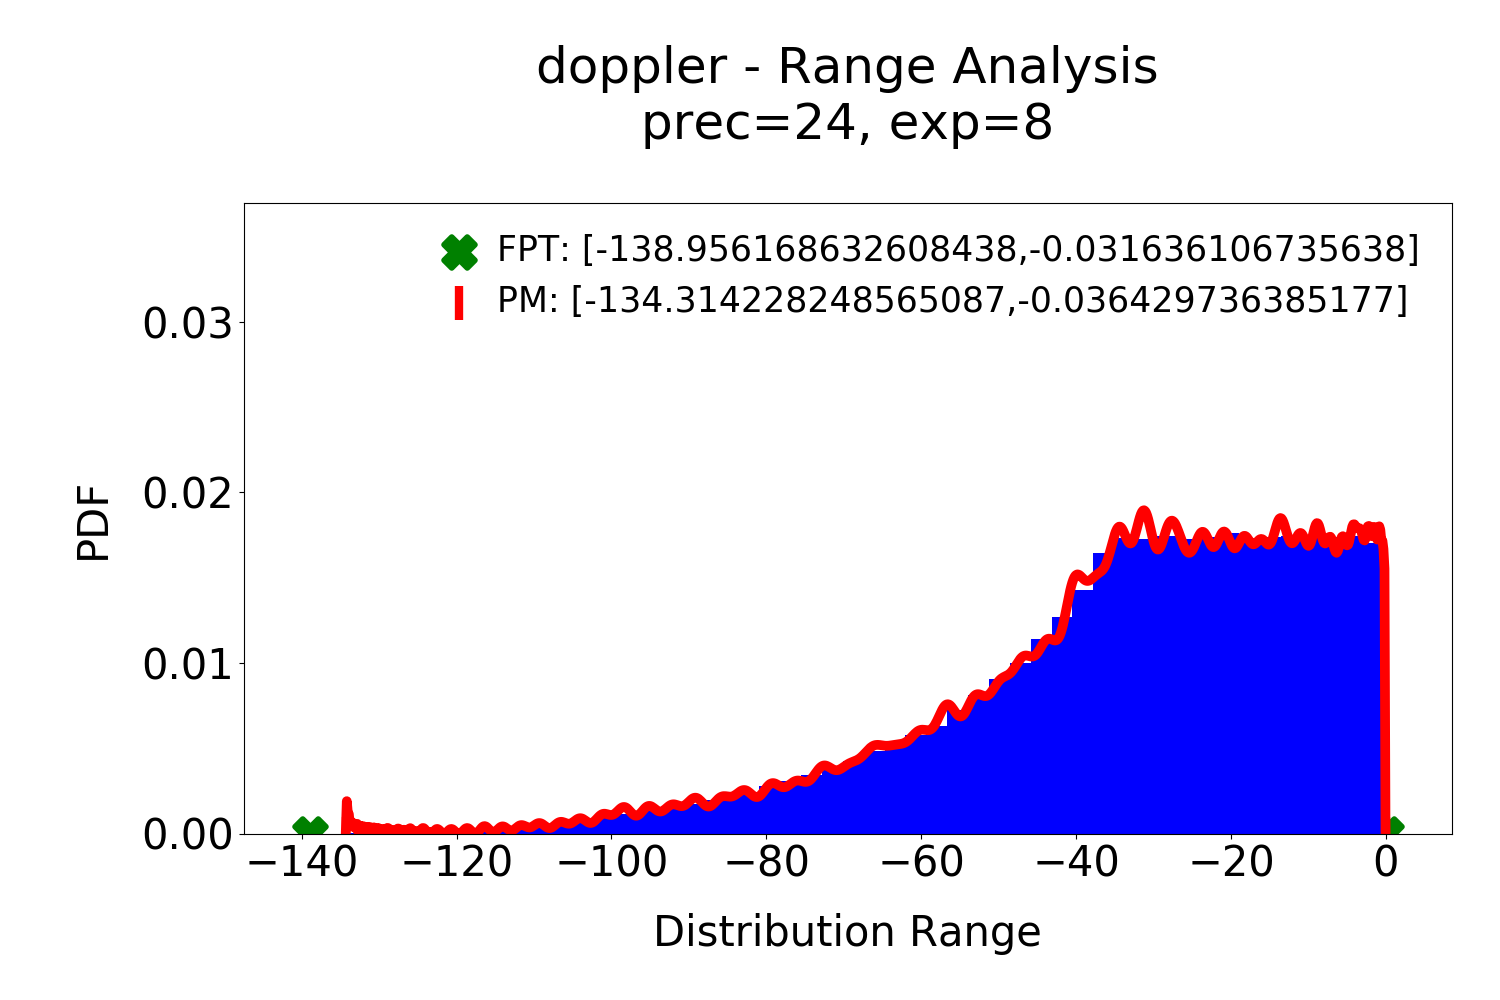 doppler - Range Analysis
prec=24, exp=8
FPT: [-138.956168632608438,-0.031636106735638]
PM: [-134.314228248565087,-0.036429736385177]
0.03
0.02
0.01
0.00
PDF
−140 −120 −100 −80 −60 −40 −20 0
Distribution Range